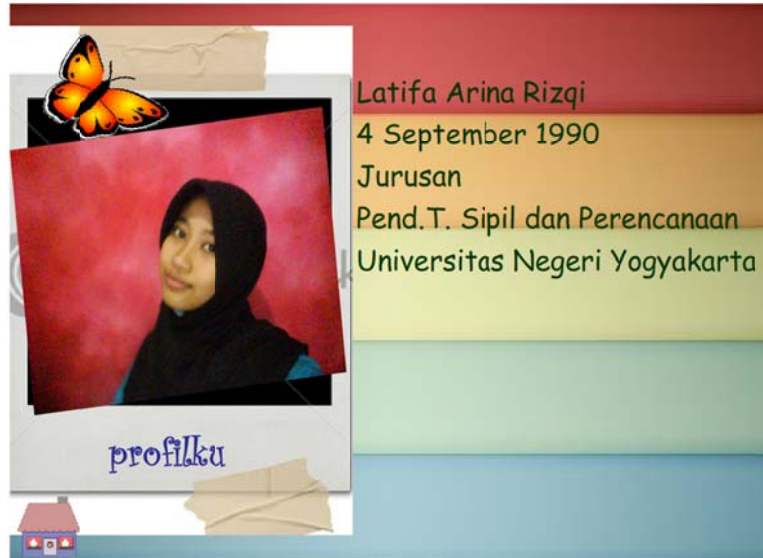 Latifa Arina Rizqi
4 September 1990
Jurusan
Pend.T. Sipil dan Perencanaan
Universitas Negeri Yogyakarta
profilku